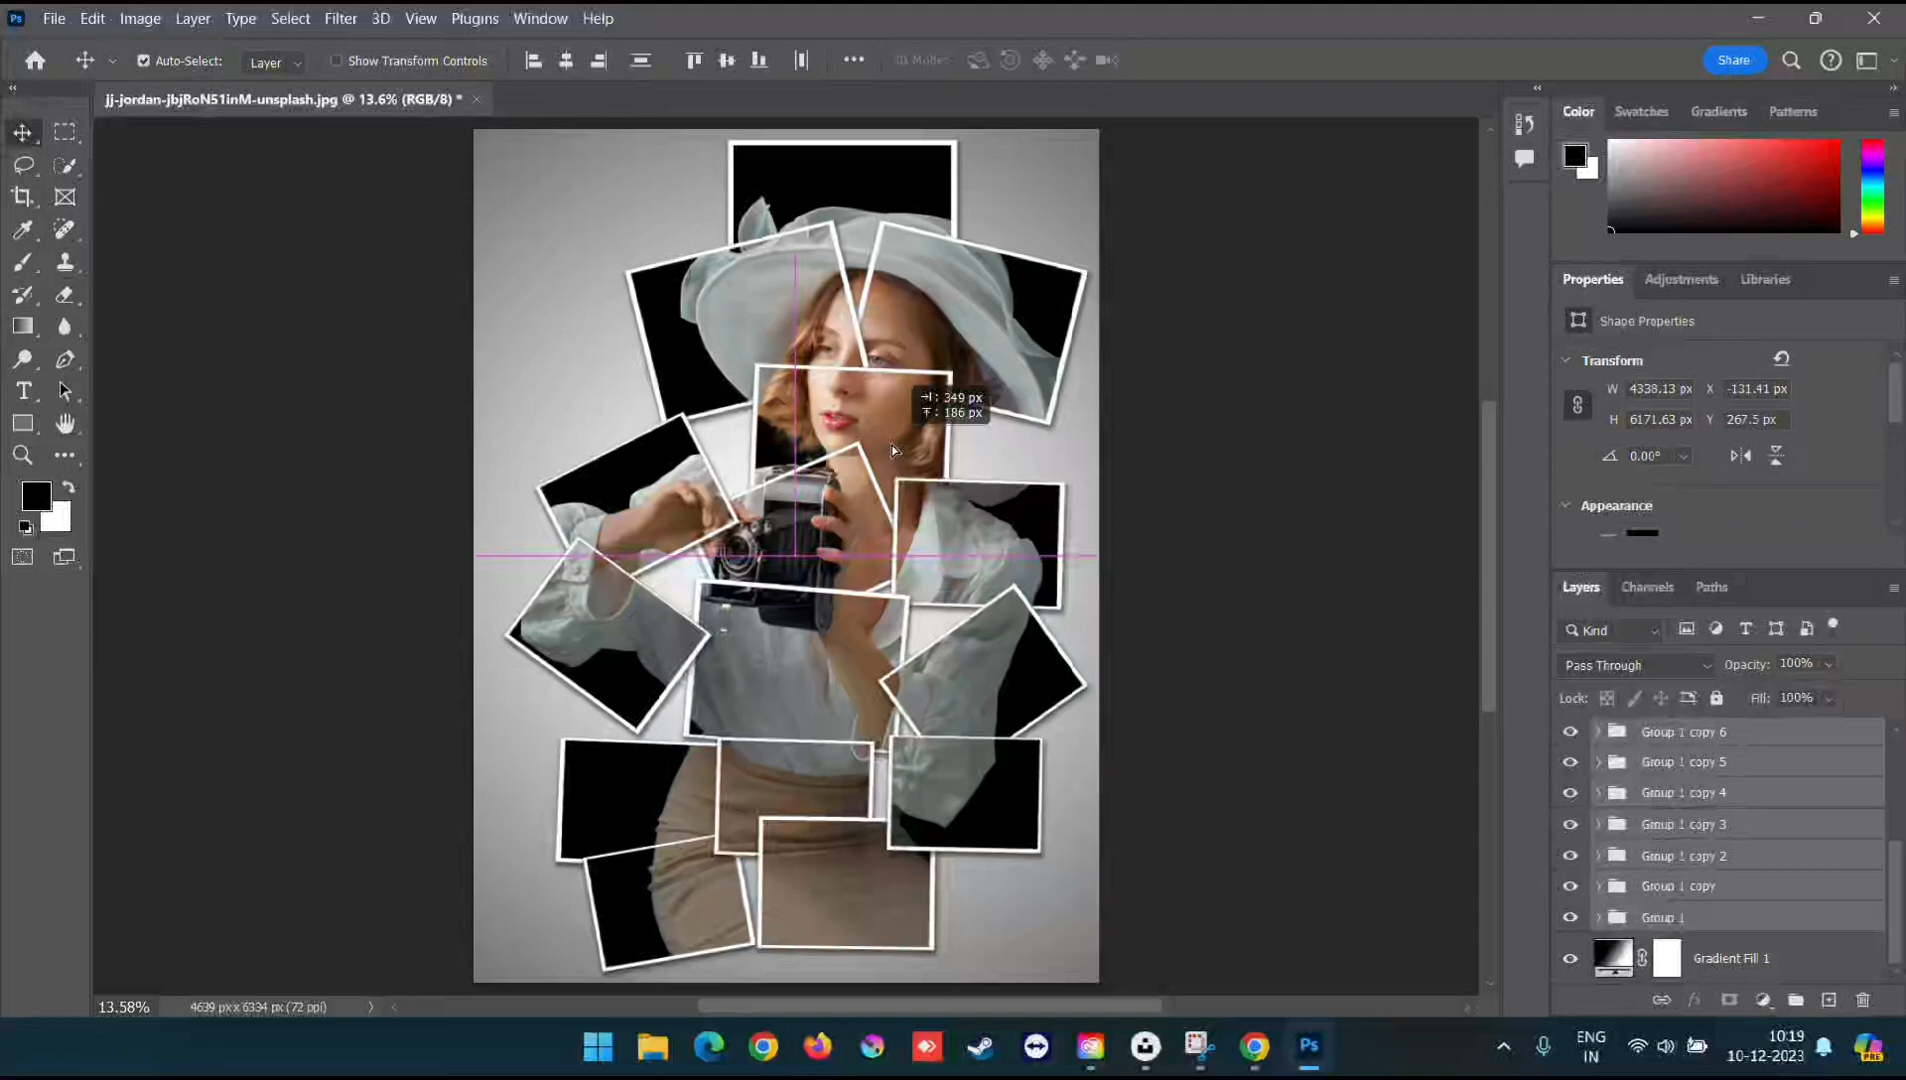 Ps File Edit Image Layer Type Select Filter 3D View Plugins Window Help
Auto-Select: Layer Show Transform Controls 3D Mode: Share
jj-jordan-jbjRoN51inM-unsplash.jpg @ 13.6% (RGB/8) *
Color Swatches Gradients Patterns
Properties Adjustments Libraries
Shape Properties
Transform
W 4338.13 px X -131.41 px
H 6171.63 px Y 267.5 px
0.00°
Appearance
: 349 px
: 186 px
Layers Channels Paths
Kind
Pass Through Opacity: 100%
Lock: Fill: 100%
Group 1 copy 6
Group 1 copy 5
Group 1 copy 4
Group 1 copy 3
Group 1 copy 2
Group 1 copy
Group 1
Gradient Fill 1
13.58% 4639 px x 6334 px (72 ppi)
Ps
ENG
IN
10:19
10-12-2023
PRE